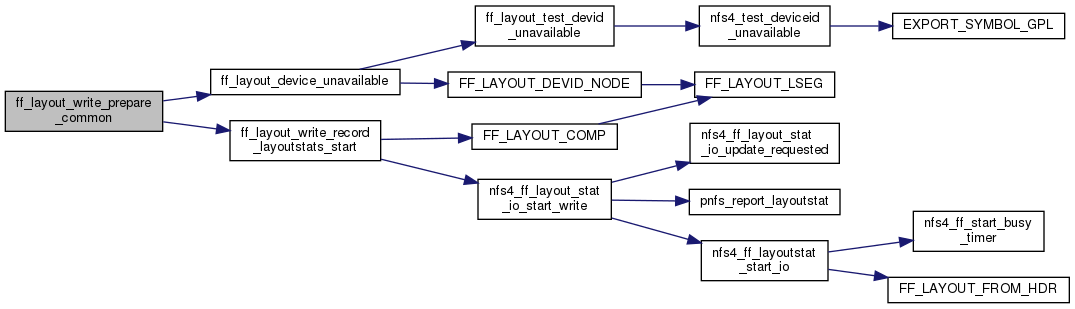 ff_layout_write_prepare
_common
ff_layout_device_unavailable
ff_layout_write_record
_layoutstats_start
ff_layout_test_devid
_unavailable
FF_LAYOUT_DEVID_NODE
FF_LAYOUT_COMP
nfs4_ff_layout_stat
_io_start_write
nfs4_test_deviceid
_unavailable
FF_LAYOUT_LSEG
nfs4_ff_layout_stat
_io_update_requested
pnfs_report_layoutstat
nfs4_ff_layoutstat
_start_io
EXPORT_SYMBOL_GPL
nfs4_ff_start_busy
_timer
FF_LAYOUT_FROM_HDR